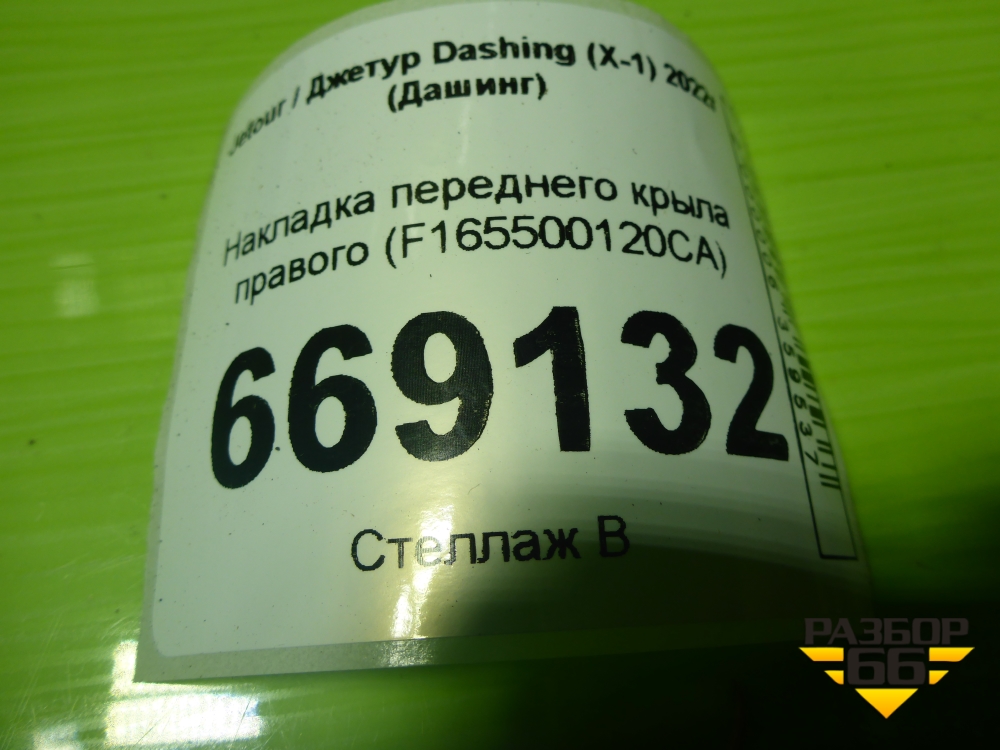 Jetour / Джетур Dashing (X-1) 2022г
(Дашинг)
Накладка переднего крыла
правого (F165500120CA)
669132
Стеллаж В
РАЗБОР
66